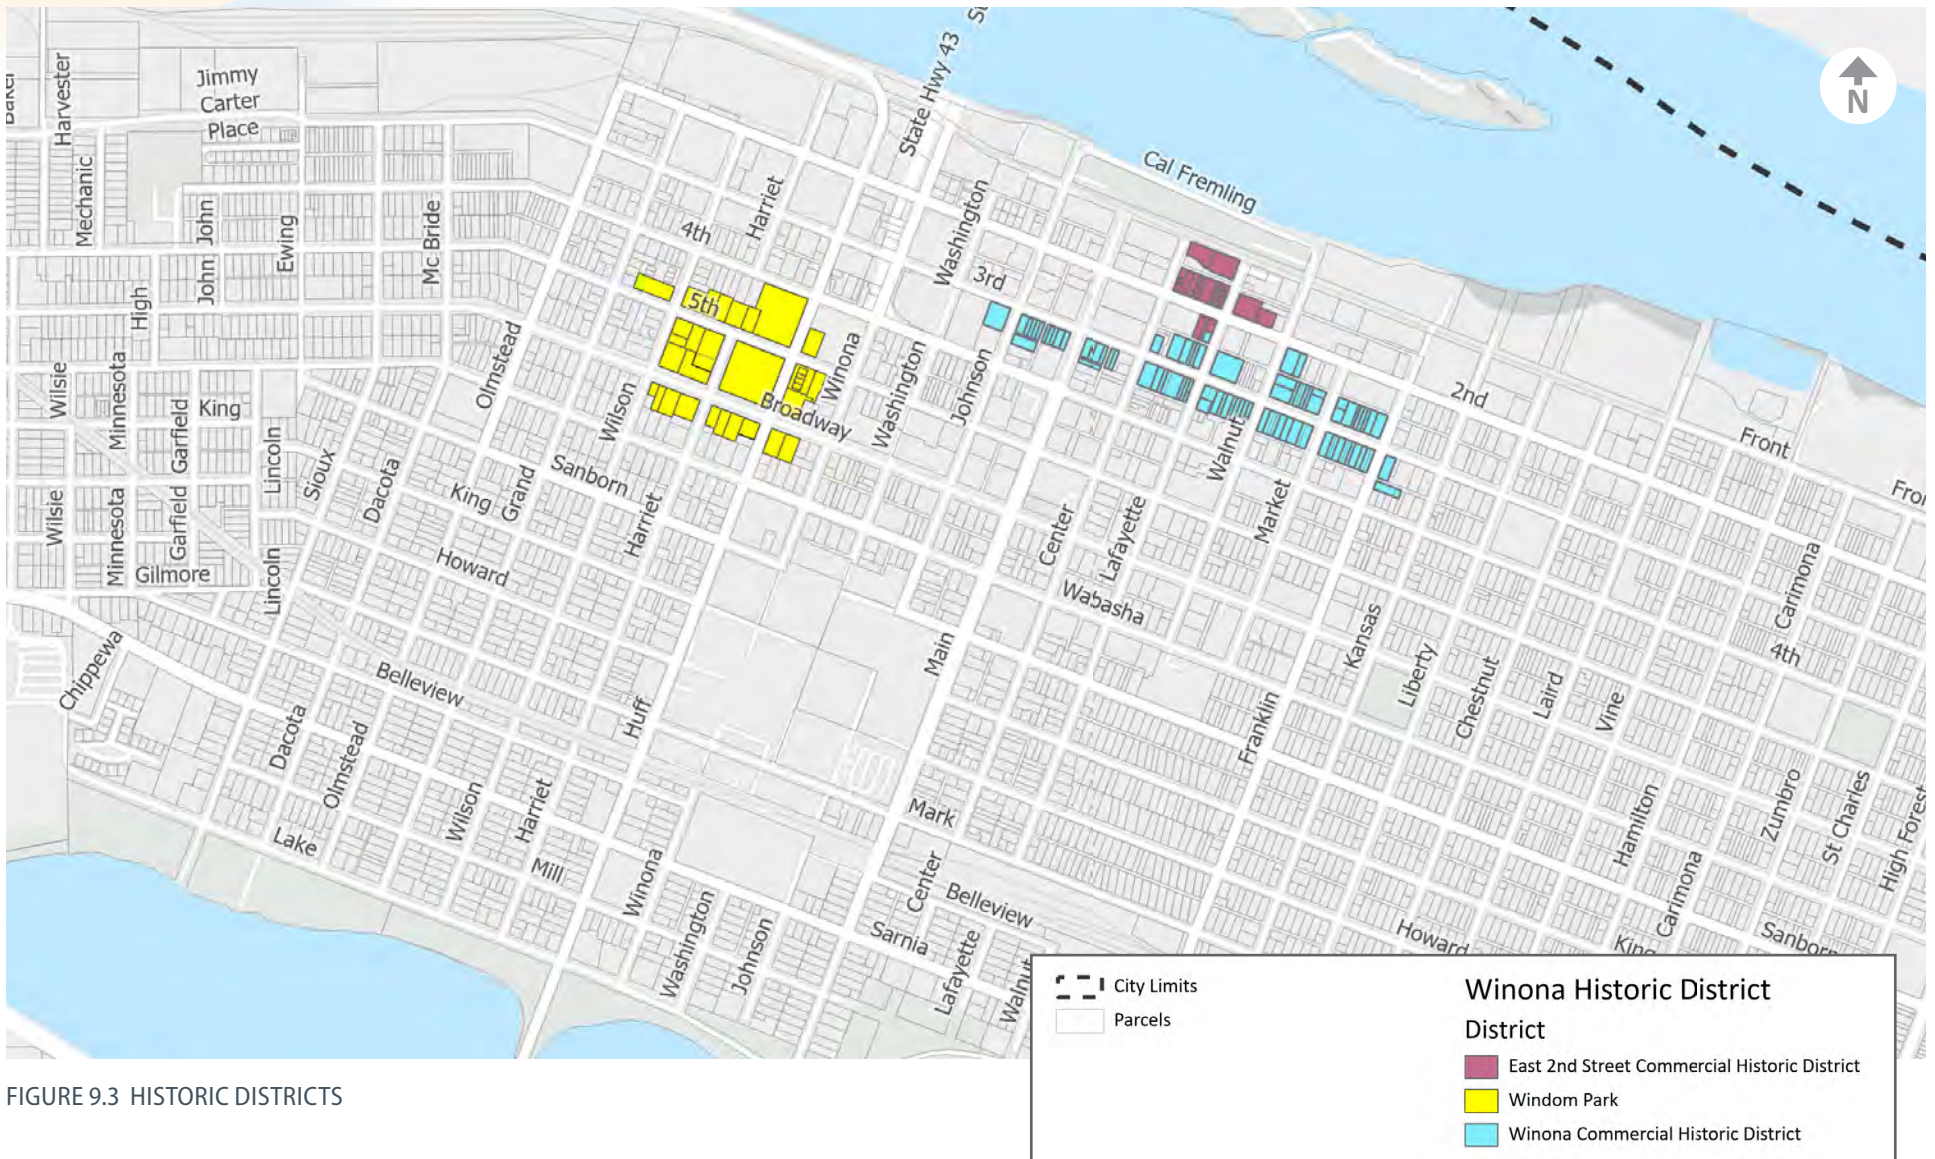 Baker
Harvester
Jimmy
Carter
Place
Mechanic
State Hwy 43
Cal Fremling
N
John
Ewing
Mc Bride
4th
Harriet
Washington
3rd
High
John
5th
Olmstead
Winona
Wilsie
Minnesota
Garfield
King
Lincoln
Sioux
Dacota
Wilson
Broadway
Washington
Johnson
2nd
Front
Fron
Walnut
Market
Sanborn
King
Grand
Harriet
Wilsie
Minnesota
Garfield
Gilmore
Lincoln
Howard
Center
Lafayette
Wabasha
Carimona
4th
Chippewa
Belleview
Main
Kansas
Liberty
Chestnut
Laird
Vine
Franklin
Huff
Dacota
Olmstead
Wilson
Harriet
Lake
Mill
Mark
Hamilton
Zumbro
St Charles
High Forest
Winona
Washington
Johnson
Center
Belleview
Sarnia
Lafayette
Walnut
Carimona
Howard
King
Sanborn
City Limits
Parcels
Winona Historic District
District
East 2nd Street Commercial Historic District
Windom Park
Winona Commercial Historic District
FIGURE 9.3 HISTORIC DISTRICTS